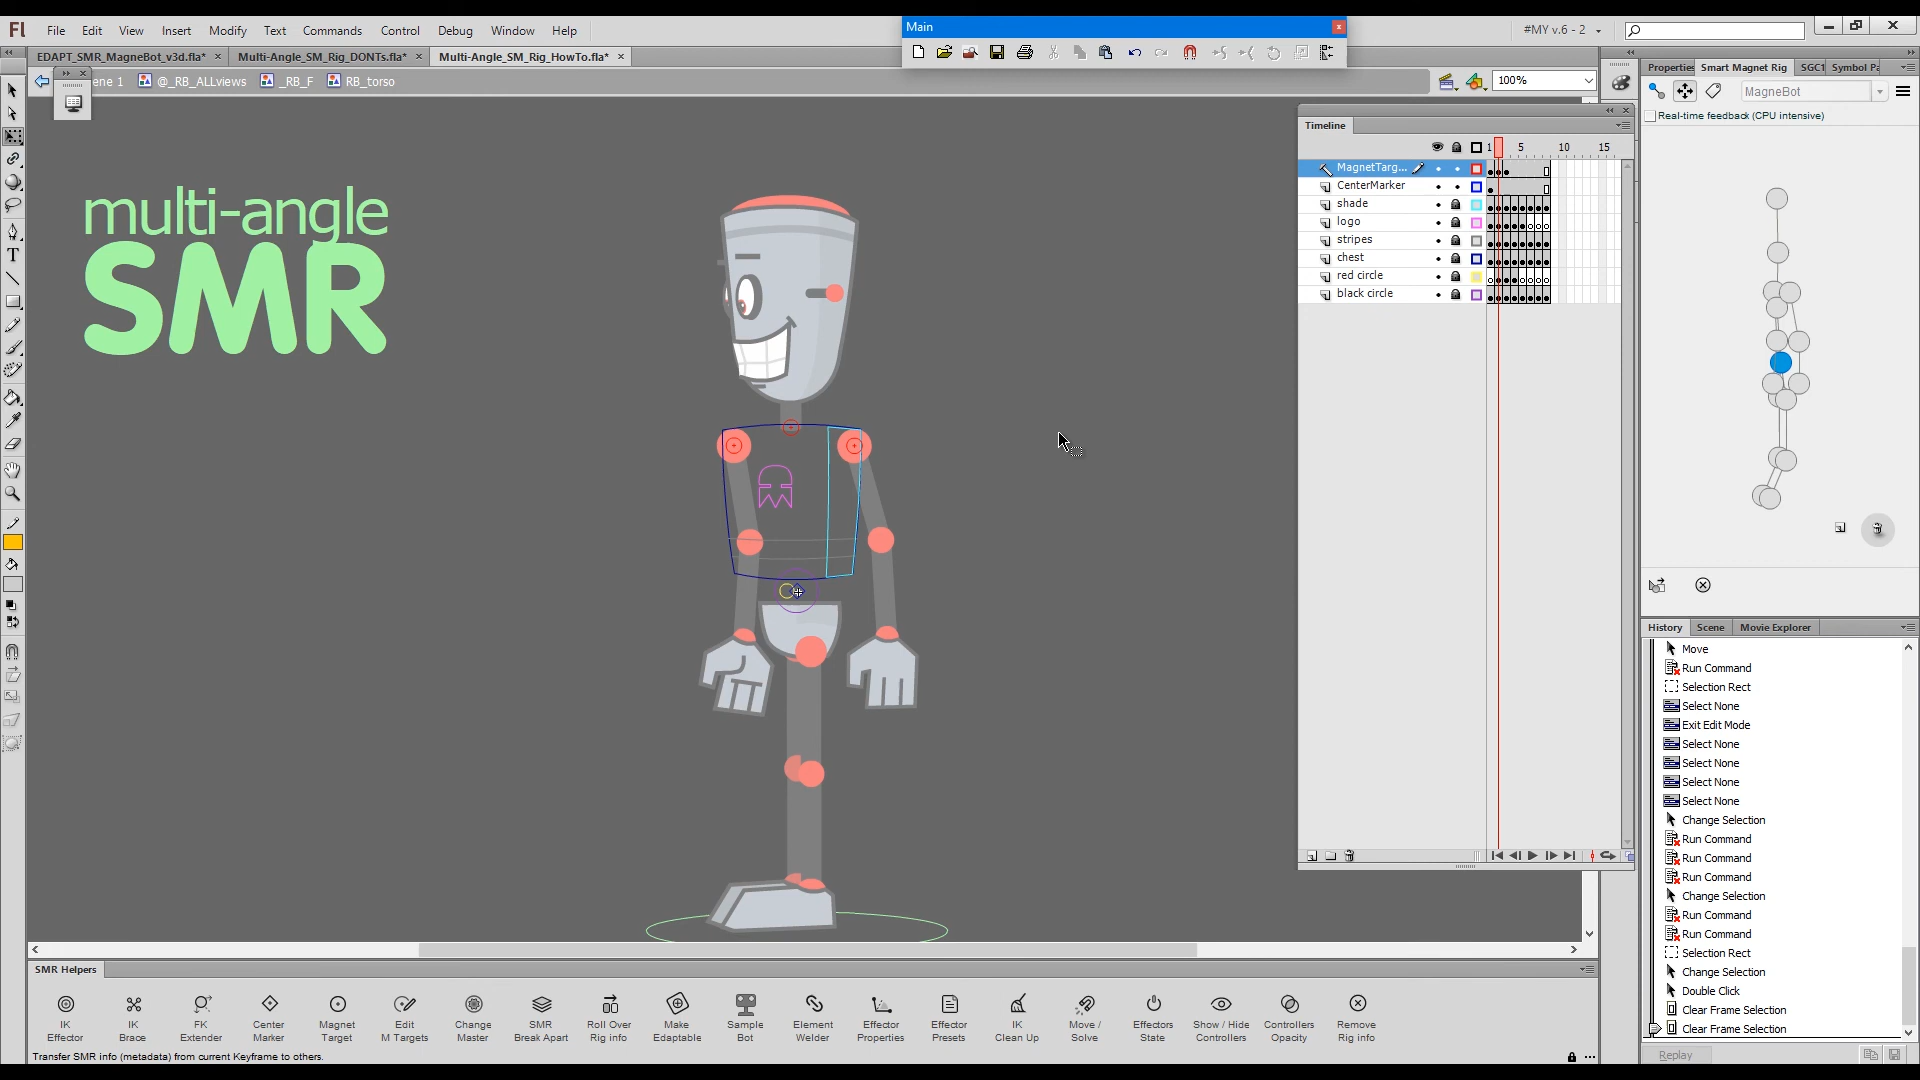 Main
Fl File Edit View Insert Modify Text Commands Control Debug Window Help
#MY v.6 - 2
EDAPT_SMR_MagneBot_v3d.fla* Multi-Angle_SM_Rig_DONTs.fla* Multi-Angle_SM_Rig_HowTo.fla*
ene 1 @_RB_ALLviews _RB_F RB_torso
100%
Properties Smart Magnet Rig SGC1 Symbol Pa
MagneBot
Real-time feedback (CPU intensive)
Timeline
1 5 10 15
MagnetTarg...
CenterMarker
shade
logo
stripes
chest
red circle
black circle
multi-angle
SMR
History Scene Movie Explorer
Move
Run Command
Selection Rect
Select None
Exit Edit Mode
Select None
Select None
Select None
Select None
Change Selection
Run Command
Run Command
Run Command
Change Selection
Run Command
Run Command
Selection Rect
Change Selection
Double Click
Clear Frame Selection
Clear Frame Selection
Replay
SMR Helpers
IK Effector
IK Brace
FK Extender
Center Marker
Magnet Target
Edit M Targets
Change Master
SMR Break Apart
Roll Over Rig info
Make Edaptable
Sample Bot
Element Welder
Effector Properties
Effector Presets
IK Clean Up
Move / Solve
Effectors State
Show / Hide Controllers
Controllers Opacity
Remove Rig info
Transfer SMR info (metadata) from current Keyframe to others.